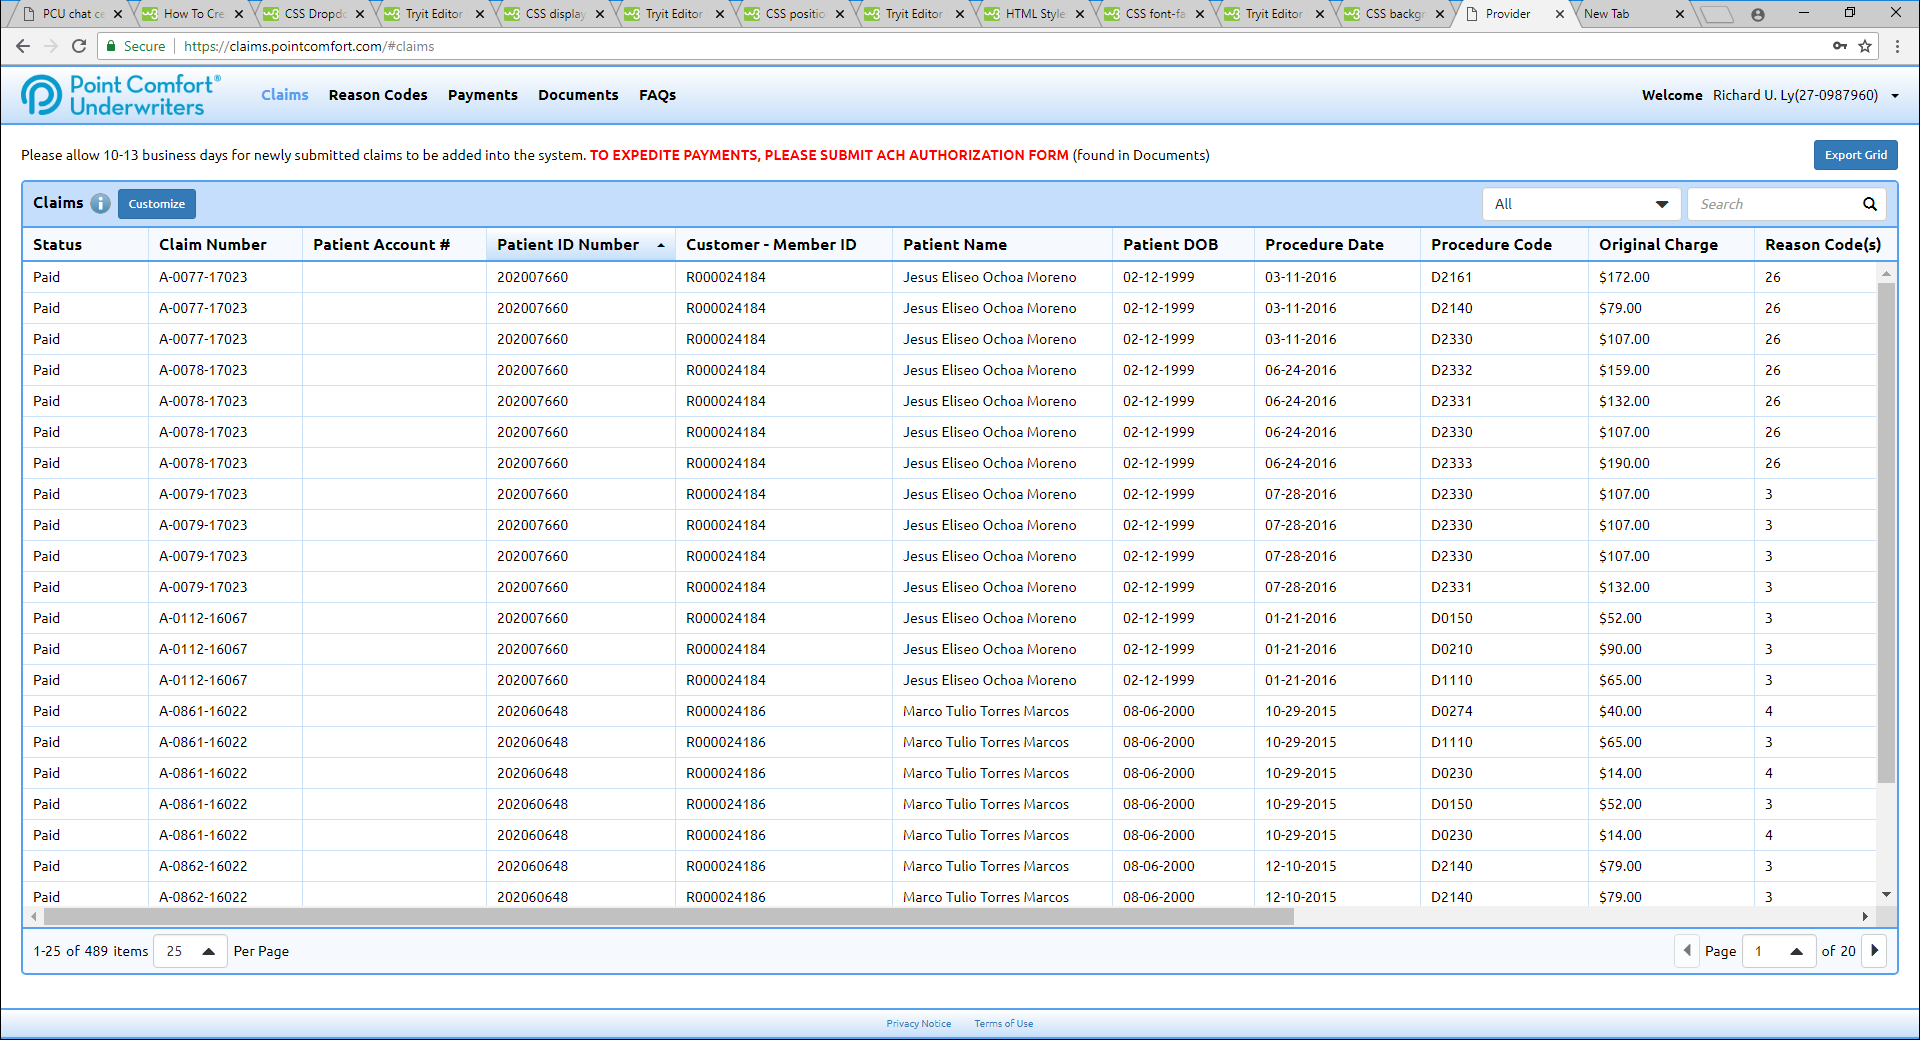 PCU chat ce
How To Cre
CSS Dropdo
Tryit Editor
CSS display
Tryit Editor
CSS positio
Tryit Editor
HTML Style
CSS font-fa
Tryit Editor
CSS backgr
Provider
New Tab
Secure https://claims.pointcomfort.com/#claims
Point Comfort®
Underwriters
Claims Reason Codes Payments Documents FAQs
Welcome Richard U. Ly(27-0987960)
Please allow 10-13 business days for newly submitted claims to be added into the system. TO EXPEDITE PAYMENTS, PLEASE SUBMIT ACH AUTHORIZATION FORM (found in Documents)
Export Grid
Claims i Customize All Search
Status Claim Number Patient Account # Patient ID Number Customer - Member ID Patient Name Patient DOB Procedure Date Procedure Code Original Charge Reason Code(s)
Paid A-0077-17023 202007660 R000024184 Jesus Eliseo Ochoa Moreno 02-12-1999 03-11-2016 D2161 $172.00 26
Paid A-0077-17023 202007660 R000024184 Jesus Eliseo Ochoa Moreno 02-12-1999 03-11-2016 D2140 $79.00 26
Paid A-0077-17023 202007660 R000024184 Jesus Eliseo Ochoa Moreno 02-12-1999 03-11-2016 D2330 $107.00 26
Paid A-0078-17023 202007660 R000024184 Jesus Eliseo Ochoa Moreno 02-12-1999 06-24-2016 D2332 $159.00 26
Paid A-0078-17023 202007660 R000024184 Jesus Eliseo Ochoa Moreno 02-12-1999 06-24-2016 D2331 $132.00 26
Paid A-0078-17023 202007660 R000024184 Jesus Eliseo Ochoa Moreno 02-12-1999 06-24-2016 D2330 $107.00 26
Paid A-0078-17023 202007660 R000024184 Jesus Eliseo Ochoa Moreno 02-12-1999 06-24-2016 D2333 $190.00 26
Paid A-0079-17023 202007660 R000024184 Jesus Eliseo Ochoa Moreno 02-12-1999 07-28-2016 D2330 $107.00 3
Paid A-0079-17023 202007660 R000024184 Jesus Eliseo Ochoa Moreno 02-12-1999 07-28-2016 D2330 $107.00 3
Paid A-0079-17023 202007660 R000024184 Jesus Eliseo Ochoa Moreno 02-12-1999 07-28-2016 D2330 $107.00 3
Paid A-0079-17023 202007660 R000024184 Jesus Eliseo Ochoa Moreno 02-12-1999 07-28-2016 D2331 $132.00 3
Paid A-0112-16067 202007660 R000024184 Jesus Eliseo Ochoa Moreno 02-12-1999 01-21-2016 D0150 $52.00 3
Paid A-0112-16067 202007660 R000024184 Jesus Eliseo Ochoa Moreno 02-12-1999 01-21-2016 D0210 $90.00 3
Paid A-0112-16067 202007660 R000024184 Jesus Eliseo Ochoa Moreno 02-12-1999 01-21-2016 D1110 $65.00 3
Paid A-0861-16022 202060648 R000024186 Marco Tulio Torres Marcos 08-06-2000 10-29-2015 D0274 $40.00 4
Paid A-0861-16022 202060648 R000024186 Marco Tulio Torres Marcos 08-06-2000 10-29-2015 D1110 $65.00 3
Paid A-0861-16022 202060648 R000024186 Marco Tulio Torres Marcos 08-06-2000 10-29-2015 D0230 $14.00 4
Paid A-0861-16022 202060648 R000024186 Marco Tulio Torres Marcos 08-06-2000 10-29-2015 D0150 $52.00 3
Paid A-0861-16022 202060648 R000024186 Marco Tulio Torres Marcos 08-06-2000 10-29-2015 D0230 $14.00 4
Paid A-0862-16022 202060648 R000024186 Marco Tulio Torres Marcos 08-06-2000 12-10-2015 D2140 $79.00 3
Paid A-0862-16022 202060648 R000024186 Marco Tulio Torres Marcos 08-06-2000 12-10-2015 D2140 $79.00 3
1-25 of 489 items 25 Per Page Page 1 of 20
Privacy Notice Terms of Use